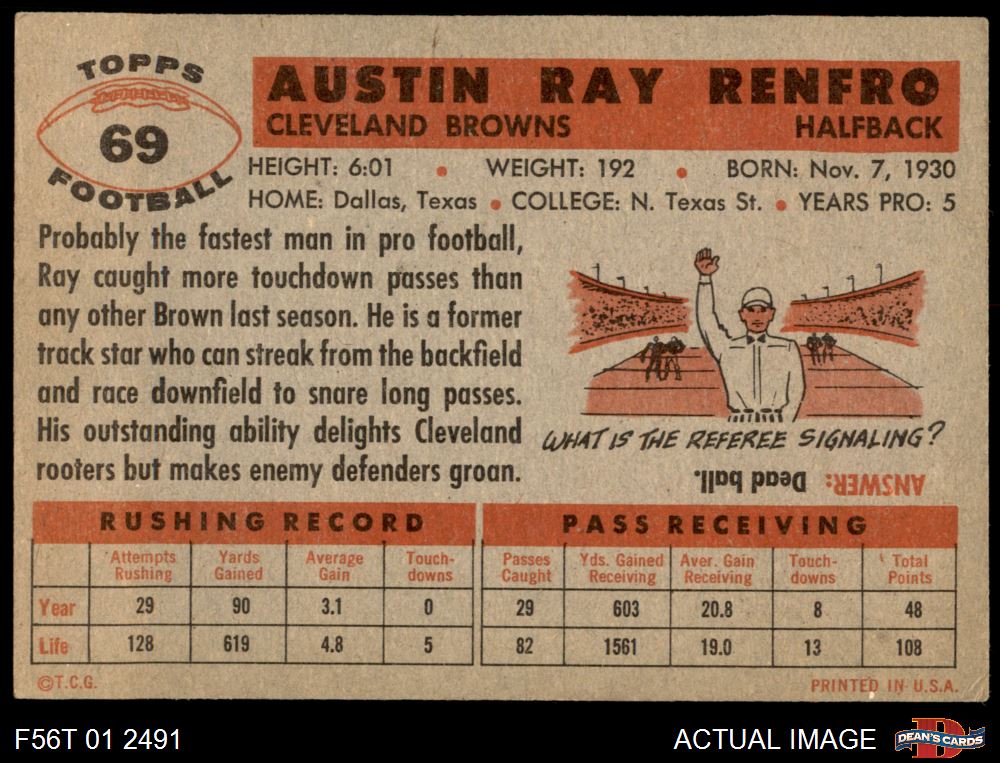 TOPPS
69
FOOTBALL
AUSTIN RAY RENFRO
CLEVELAND BROWNS HALFBACK
HEIGHT: 6:01 • WEIGHT: 192 • BORN: Nov. 7, 1930
HOME: Dallas, Texas • COLLEGE: N. Texas St. • YEARS PRO: 5
Probably the fastest man in pro football,
Ray caught more touchdown passes than
any other Brown last season. He is a former
track star who can streak from the backfield
and race downfield to snare long passes.
His outstanding ability delights Cleveland
rooters but makes enemy defenders groan.
WHAT IS THE REFEREE SIGNALING?
ANSWER: Dead ball.
RUSHING RECORD
Attempts Rushing Yards Gained Average Gain Touch-downs
Year 29 90 3.1 0
Life 128 619 4.8 5
PASS RECEIVING
Passes Caught Yds. Gained Receiving Aver. Gain Receiving Touch-downs Total Points
29 603 20.8 8 48
82 1561 19.0 13 108
©T.C.G. PRINTED IN U.S.A.
F56T 01 2491 ACTUAL IMAGE DEAN'S CARDS